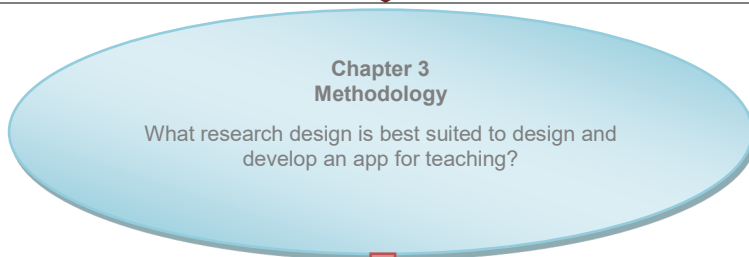 Chapter 3
Methodology
What research design is best suited to design and
develop an app for teaching?